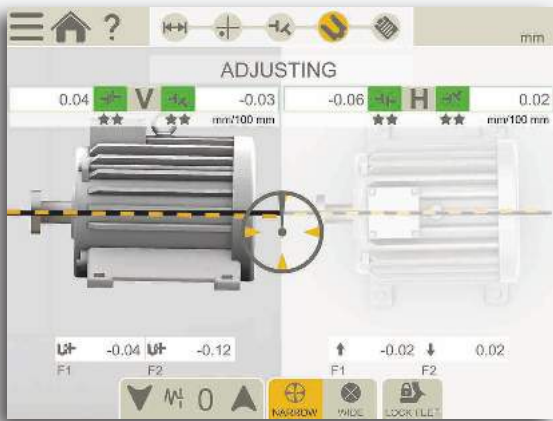 ?
mm
ADJUSTING
0.04 V -0.03
mm/100 mm
-0.06 H 0.02
mm/100 mm
-0.04 -0.12
F1 F2
-0.02 0.02
F1 F2
0
NARROW WIDE LOCK FEET